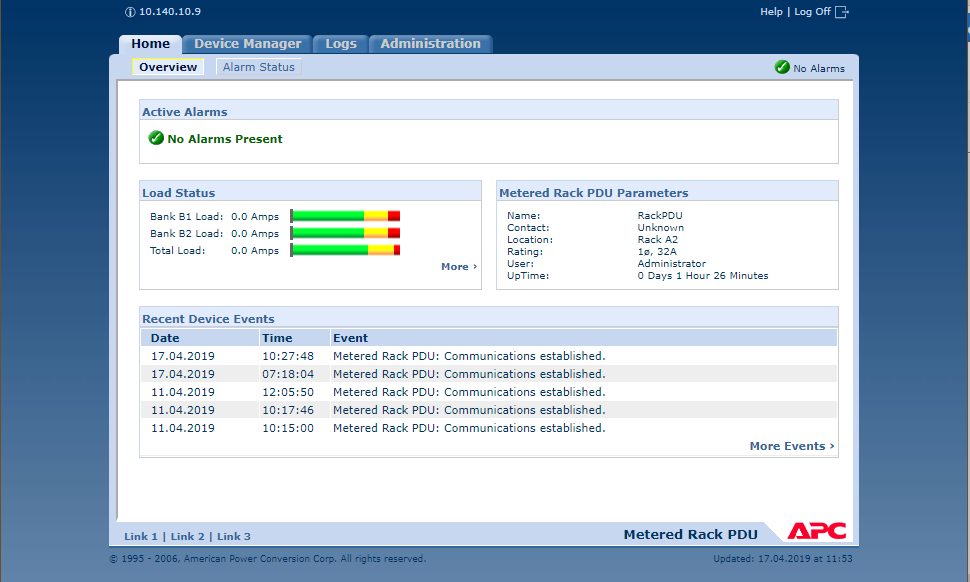 10.140.10.9
Help | Log Off
Home Device Manager Logs Administration
Overview Alarm Status
No Alarms
Active Alarms
No Alarms Present
Load Status
Bank B1 Load: 0.0 Amps
Bank B2 Load: 0.0 Amps
Total Load: 0.0 Amps
More ›
Metered Rack PDU Parameters
Name: RackPDU
Contact: Unknown
Location: Rack A2
Rating: 1ø, 32A
User: Administrator
UpTime: 0 Days 1 Hour 26 Minutes
Recent Device Events
Date Time Event
17.04.2019 10:27:48 Metered Rack PDU: Communications established.
17.04.2019 07:18:04 Metered Rack PDU: Communications established.
11.04.2019 12:05:50 Metered Rack PDU: Communications established.
11.04.2019 10:17:46 Metered Rack PDU: Communications established.
11.04.2019 10:15:00 Metered Rack PDU: Communications established.
More Events ›
Link 1 | Link 2 | Link 3
Metered Rack PDU
APC
© 1995 - 2006, American Power Conversion Corp. All rights reserved.
Updated: 17.04.2019 at 11:53